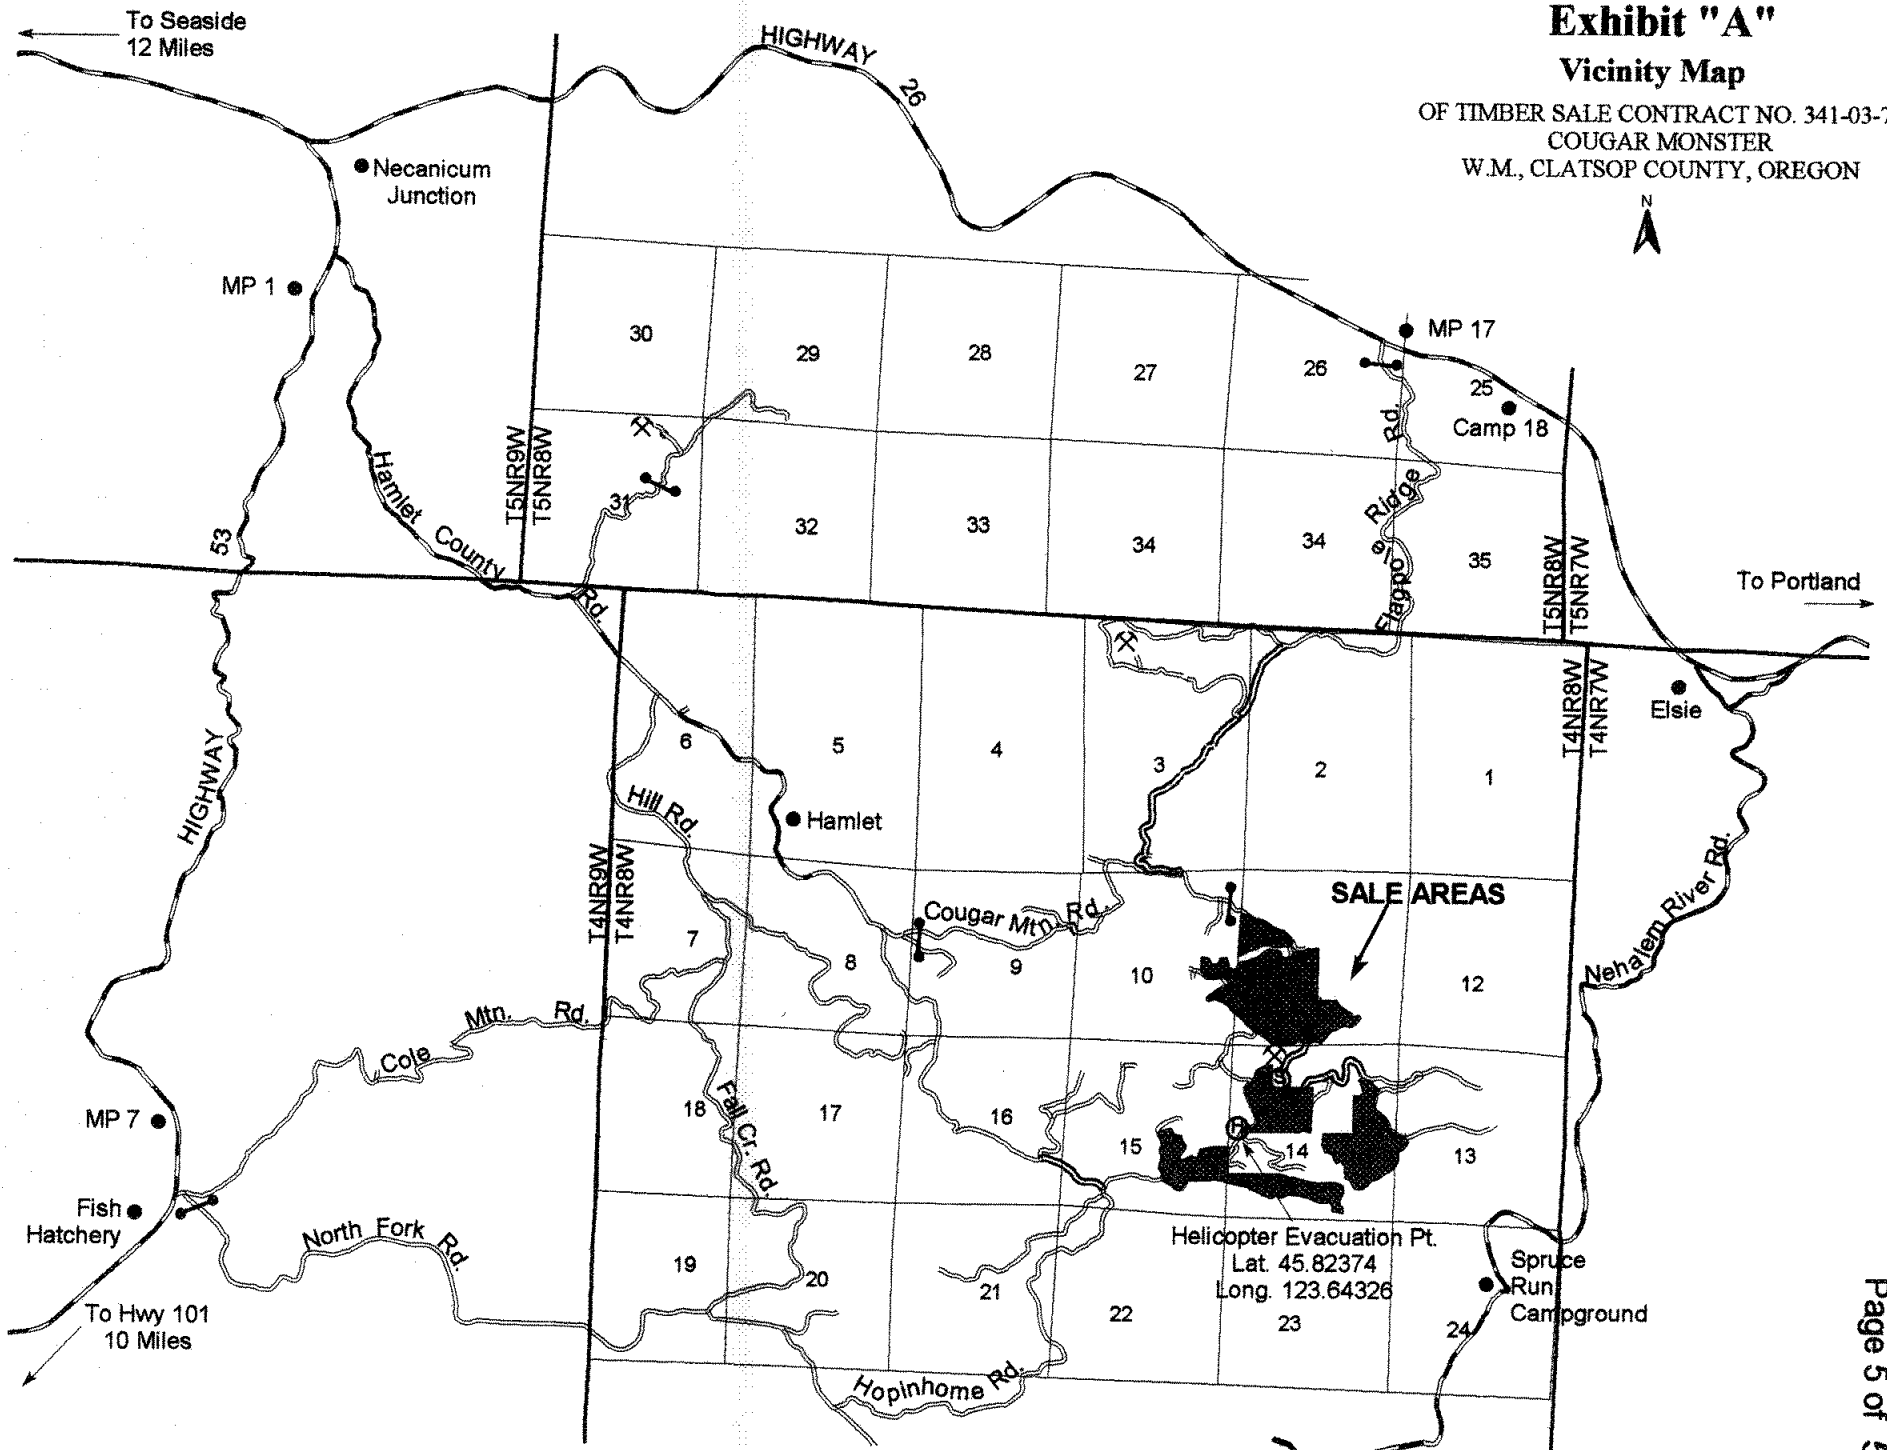 To Seaside
12 Miles
Exhibit "A"
Vicinity Map
OF TIMBER SALE CONTRACT NO. 341-03-7
COUGAR MONSTER
W.M., CLATSOP COUNTY, OREGON
N
HIGHWAY 26
Necanicum
Junction
MP 1
MP 17
30
29
28
27
26
25
Camp 18
T5NR9W
T5NR8W
31
32
33
34
34
35
Flagpole Ridge Rd.
T5NR8W
T5NR7W
Hamlet County Rd.
HIGHWAY 53
To Portland
Elsie
T4NR8W
T4NR7W
6
5
4
3
2
1
Hill Rd.
Hamlet
T4NR9W
T4NR8W
SALE AREAS
Cougar Mtn. Rd.
Nehalem River Rd.
7
8
9
10
12
Cole Mtn. Rd.
MP 7
18
17
16
15
14
13
H
Fall Cr. Rd.
Fish
Hatchery
North Fork Rd.
Helicopter Evacuation Pt.
Lat. 45.82374
Long. 123.64326
Spruce
Run
Campground
19
20
21
22
23
24
To Hwy 101
10 Miles
Hopinhome Rd.
Page 5 of 5